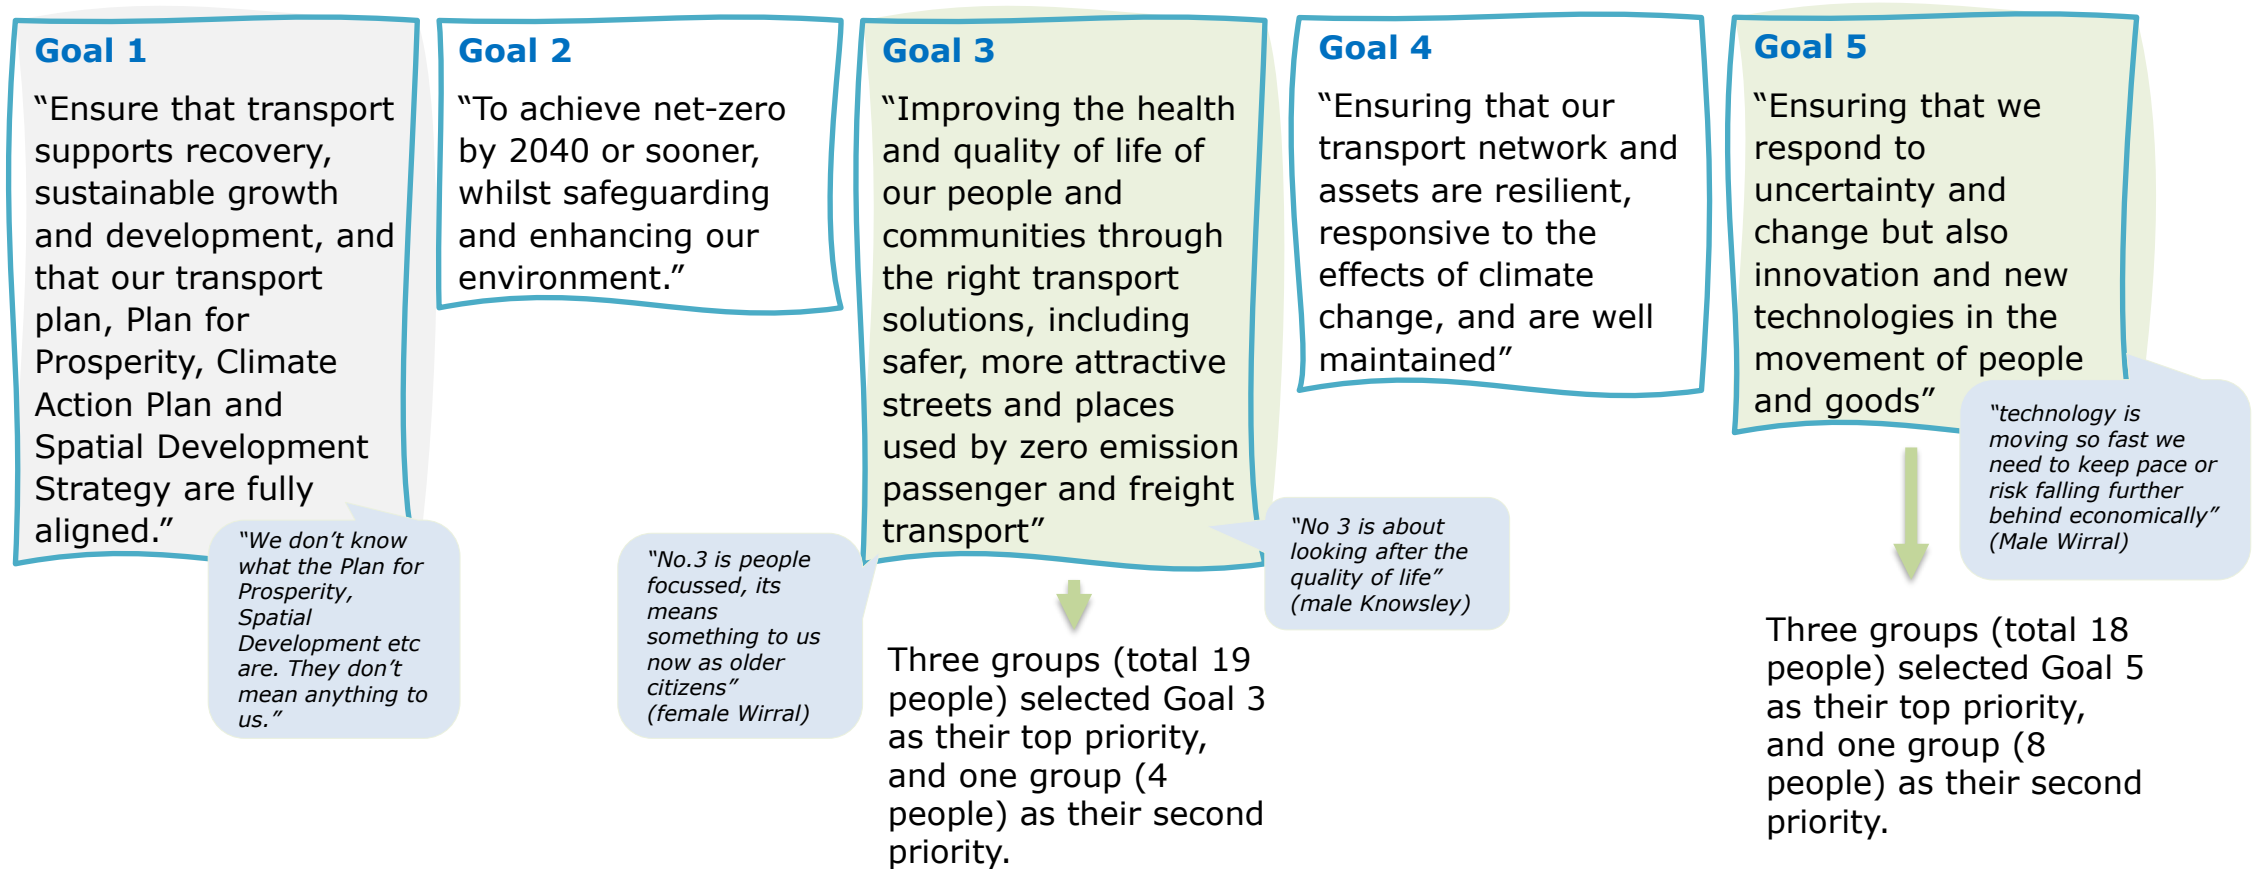 Goal 1
“Ensure that transport
supports recovery,
sustainable growth
and development, and
that our transport
plan, Plan for
Prosperity, Climate
Action Plan and
Spatial Development
Strategy are fully
aligned.”
“We don’t know
what the Plan for
Prosperity,
Spatial
Development etc
are. They don’t
mean anything to
us.”
Goal 2
“To achieve net-zero
by 2040 or sooner,
whilst safeguarding
and enhancing our
environment.”
Goal 3
“Improving the health
and quality of life of
our people and
communities through
the right transport
solutions, including
safer, more attractive
streets and places
used by zero emission
passenger and freight
transport”
“No.3 is people
focussed, its
means
something to us
now as older
citizens”
(female Wirral)
“No 3 is about
looking after the
quality of life”
(male Knowsley)
Three groups (total 19
people) selected Goal 3
as their top priority,
and one group (4
people) as their second
priority.
Goal 4
“Ensuring that our
transport network and
assets are resilient,
responsive to the
effects of climate
change, and are well
maintained”
Goal 5
“Ensuring that we
respond to
uncertainty and
change but also
innovation and new
technologies in the
movement of people
and goods”
“technology is
moving so fast we
need to keep pace or
risk falling further
behind economically”
(Male Wirral)
Three groups (total 18
people) selected Goal 5
as their top priority,
and one group (8
people) as their second
priority.